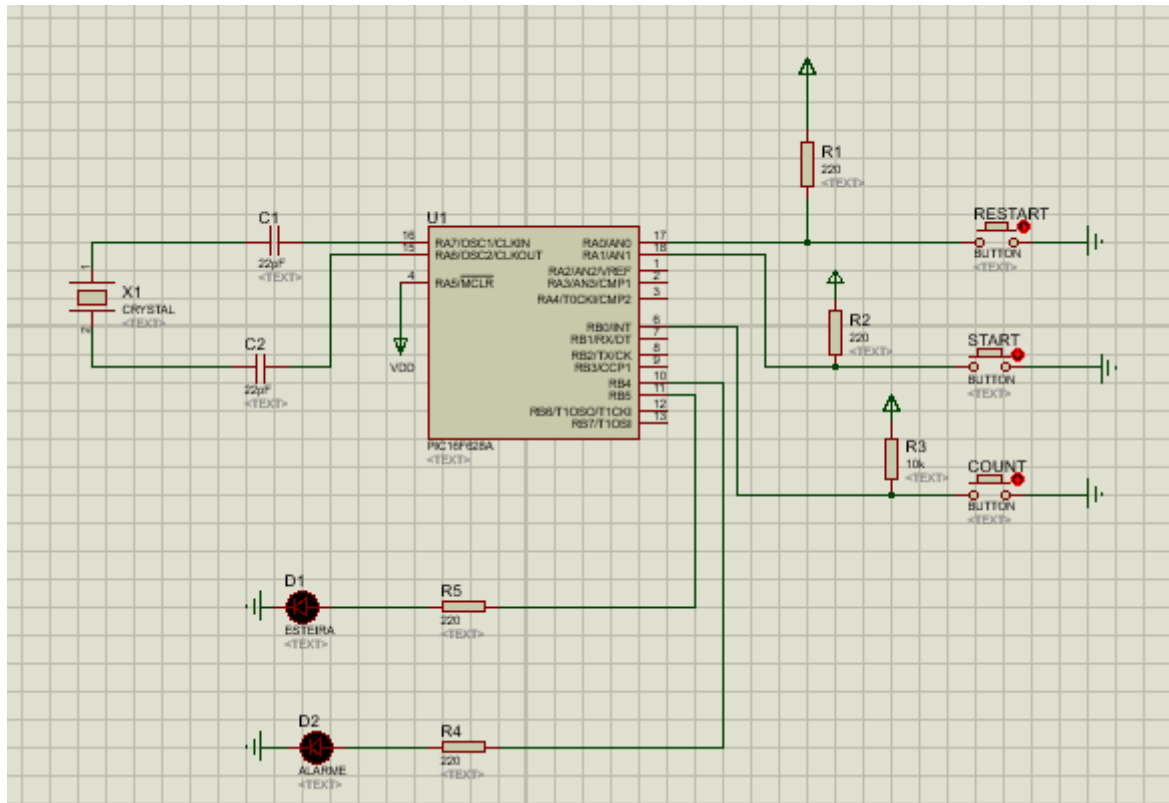 R1
220
<TEXT>
RESTART
BUTTON
<TEXT>
C1
22pF
<TEXT>
U1
16
15
4
RA7/OSC1/CLKIN
RA6/OSC2/CLKOUT
RA5/MCLR
RA0/AN0
RA1/AN1
RA2/AN2/VREF
RA3/AN3/CMP1
RA4/T0CKI/CMP2
RB0/INT
RB1/RX/DT
RB2/TX/CK
RB3/CCP1
RB4
RB5
RB6/T1OSO/T1CKI
RB7/T1OSI
17
18
1
2
3
6
7
8
9
10
11
12
13
PIC16F628A
<TEXT>
1
X1
CRYSTAL
<TEXT>
2
C2
22pF
<TEXT>
VDD
R2
220
<TEXT>
START
BUTTON
<TEXT>
R3
10k
<TEXT>
COUNT
BUTTON
<TEXT>
D1
ESTEIRA
<TEXT>
R5
220
<TEXT>
D2
ALARME
<TEXT>
R4
220
<TEXT>